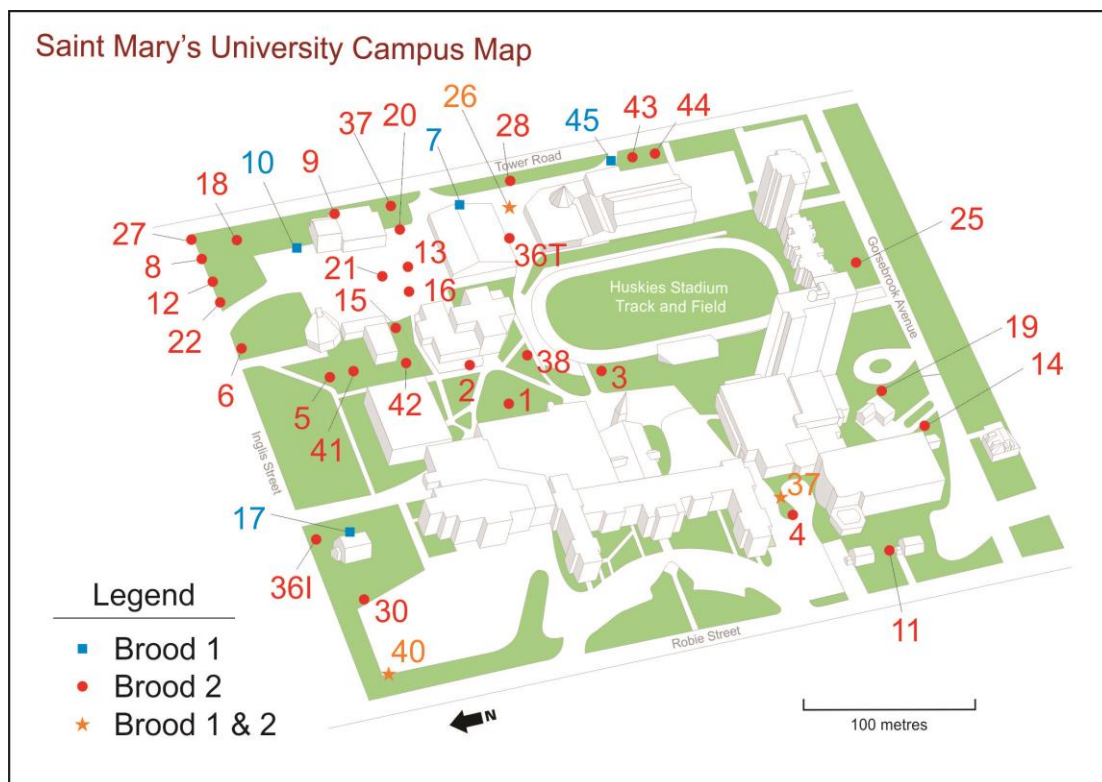 Saint Mary's University Campus Map
26
20
37
28
43
44
45
7
9
10
18
Tower Road
27
8
12
22
21
13
36T
16
15
25
Gorsebrook Avenue
Huskies Stadium
Track and Field
19
14
6
5
41
42
2
38
1
3
Inglis Street
17
37
4
36I
30
11
Robie Street
40
Legend
Brood 1
Brood 2
Brood 1 & 2
N
100 metres